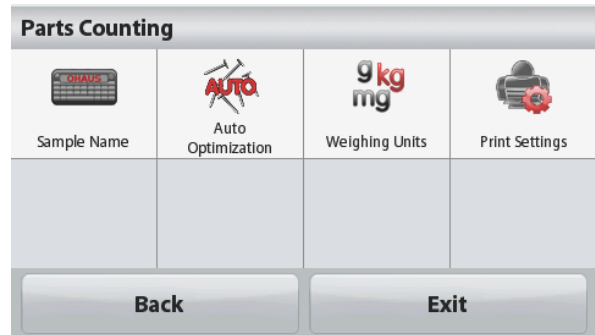 Parts Counting
OHAUS
AUTO
g kg
mg
Sample Name
Auto
Optimization
Weighing Units
Print Settings
Back
Exit